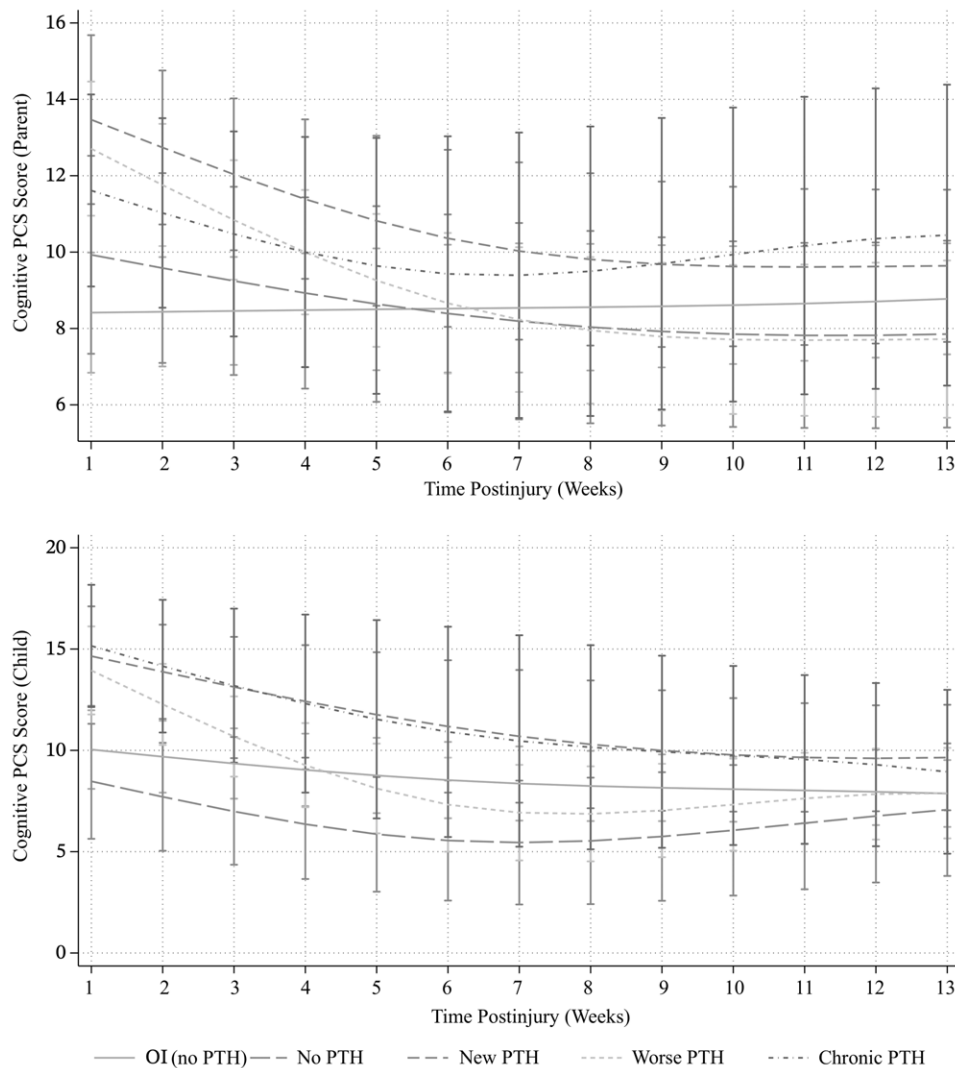 16
14
12
10
8
6
Cognitive PCS Score (Parent)
1 2 3 4 5 6 7 8 9 10 11 12 13
Time Postinjury (Weeks)
20
15
10
5
0
Cognitive PCS Score (Child)
1 2 3 4 5 6 7 8 9 10 11 12 13
Time Postinjury (Weeks)
OI (no PTH) No PTH New PTH Worse PTH Chronic PTH